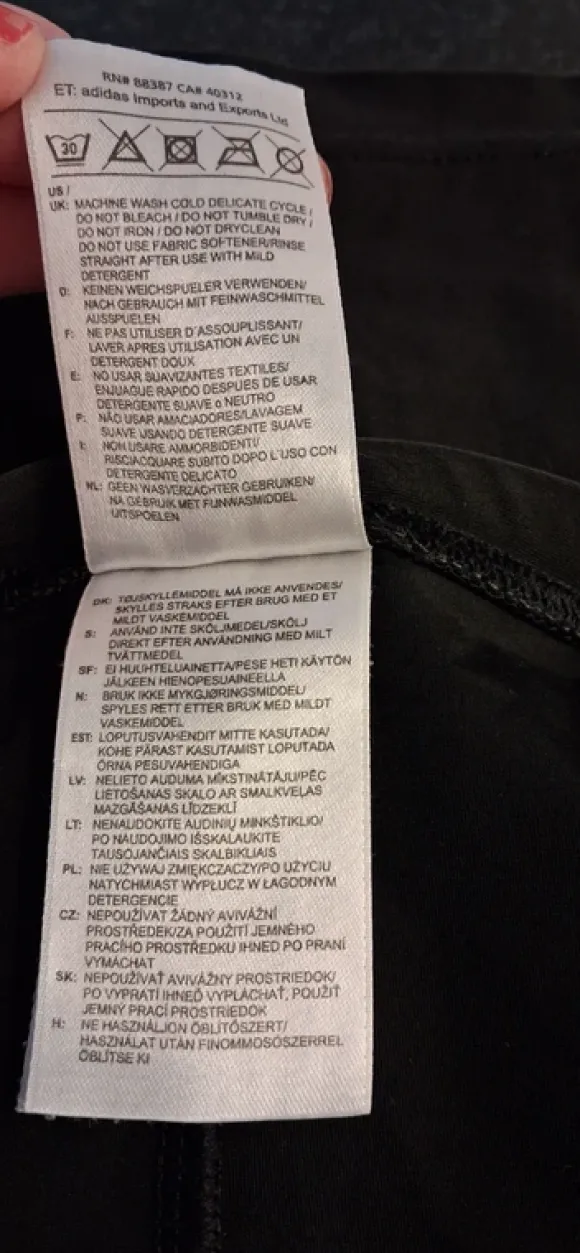 RN# 88387 CA# 40312
ET: adidas Imports and Exports Ltd
30
US /
UK: MACHINE WASH COLD DELICATE CYCLE /
DO NOT BLEACH / DO NOT TUMBLE DRY /
DO NOT IRON / DO NOT DRYCLEAN
DO NOT USE FABRIC SOFTENER/RINSE
STRAIGHT AFTER USE WITH MILD
DETERGENT
D: KEINEN WEICHSPUELER VERWENDEN/
NACH GEBRAUCH MIT FEINWASCHMITTEL
AUSSPUELEN
F: NE PAS UTILISER D'ASSOUPLISSANT/
LAVER APRES UTILISATION AVEC UN
DETERGENT DOUX
E: NO USAR SUAVIZANTES TEXTILES/
ENJUAGUE RAPIDO DESPUES DE USAR
DETERGENTE SUAVE o NEUTRO
P: NÃO USAR AMACIADORES/LAVAGEM
SUAVE USANDO DETERGENTE SUAVE
I: NON USARE AMMORBIDENTI/
RISCIACQUARE SUBITO DOPO L'USO CON
DETERGENTE DELICATO
NL: GEEN WASVERZACHTER GEBRUIKEN/
NA GEBRUIK MET FIJNWASMIDDEL
UITSPOELEN
DK: TØJSKYLLEMIDDEL MÅ IKKE ANVENDES/
SKYLLES STRAKS EFTER BRUG MED ET
MILDT VASKEMIDDEL
S: ANVÄND INTE SKÖLJMEDEL/SKÖLJ
DIREKT EFTER ANVÄNDNING MED MILT
TVÄTTMEDEL
SF: EI HUUHTELUAINETTA/PESE HETI KÄYTÖN
JÄLKEEN HIENOPESUAINEELLA
N: BRUK IKKE MYKGJØRINGSMIDDEL/
SPYLES RETT ETTER BRUK MED MILDT
VASKEMIDDEL
EST: LOPUTUSVAHENDIT MITTE KASUTADA/
KOHE PÄRAST KASUTAMIST LOPUTADA
ÕRNA PESUVAHENDIGA
LV: NELIETO AUDUMA MĪKSTINĀTĀJU/PĒC
LIETOŠANAS SKALO AR SMALKVEĻAS
MAZGĀŠANAS LĪDZEKLĪ
LT: NENAUDOKITE AUDINIŲ MINKŠTIKLIO/
PO NAUDOJIMO IŠSKALAUKITE
TAUSOJANČIAIS SKALBIKLIAIS
PL: NIE UŻYWAJ ZMIĘKCZACZY/PO UŻYCIU
NATYCHMIAST WYPŁUCZ W ŁAGODNYM
DETERGENCIE
CZ: NEPOUŽÍVAT ŽÁDNÝ AVIVÁŽNÍ
PROSTŘEDEK/ZA POUŽITÍ JEMNÉHO
PRACÍHO PROSTŘEDKU IHNED PO PRANÍ
VYMÁCHAT
SK: NEPOUŽÍVAŤ AVIVÁŽNY PROSTRIEDOK/
PO VYPRATÍ IHNEĎ VYPLÁCHAŤ, POUŽIŤ
JEMNÝ PRACÍ PROSTRIEDOK
H: NE HASZNÁLJON ÖBLÍTŐSZERT/
HASZNÁLAT UTÁN FINOMMOSÓSZERREL
ÖBLÍTSE KI